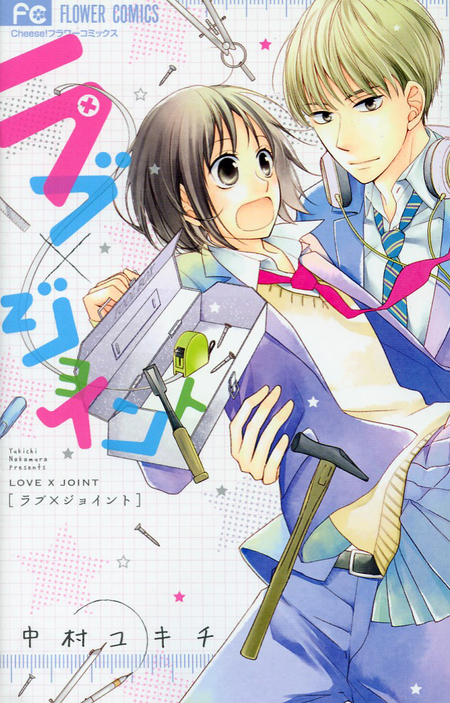 FC FLOWER COMICS
Cheese!フラワーコミックス
ラブ
×
ジョイント
Yukichi
Nakamura
Presents
LOVE X JOINT
[ラブ×ジョイント]
中村ユキチ